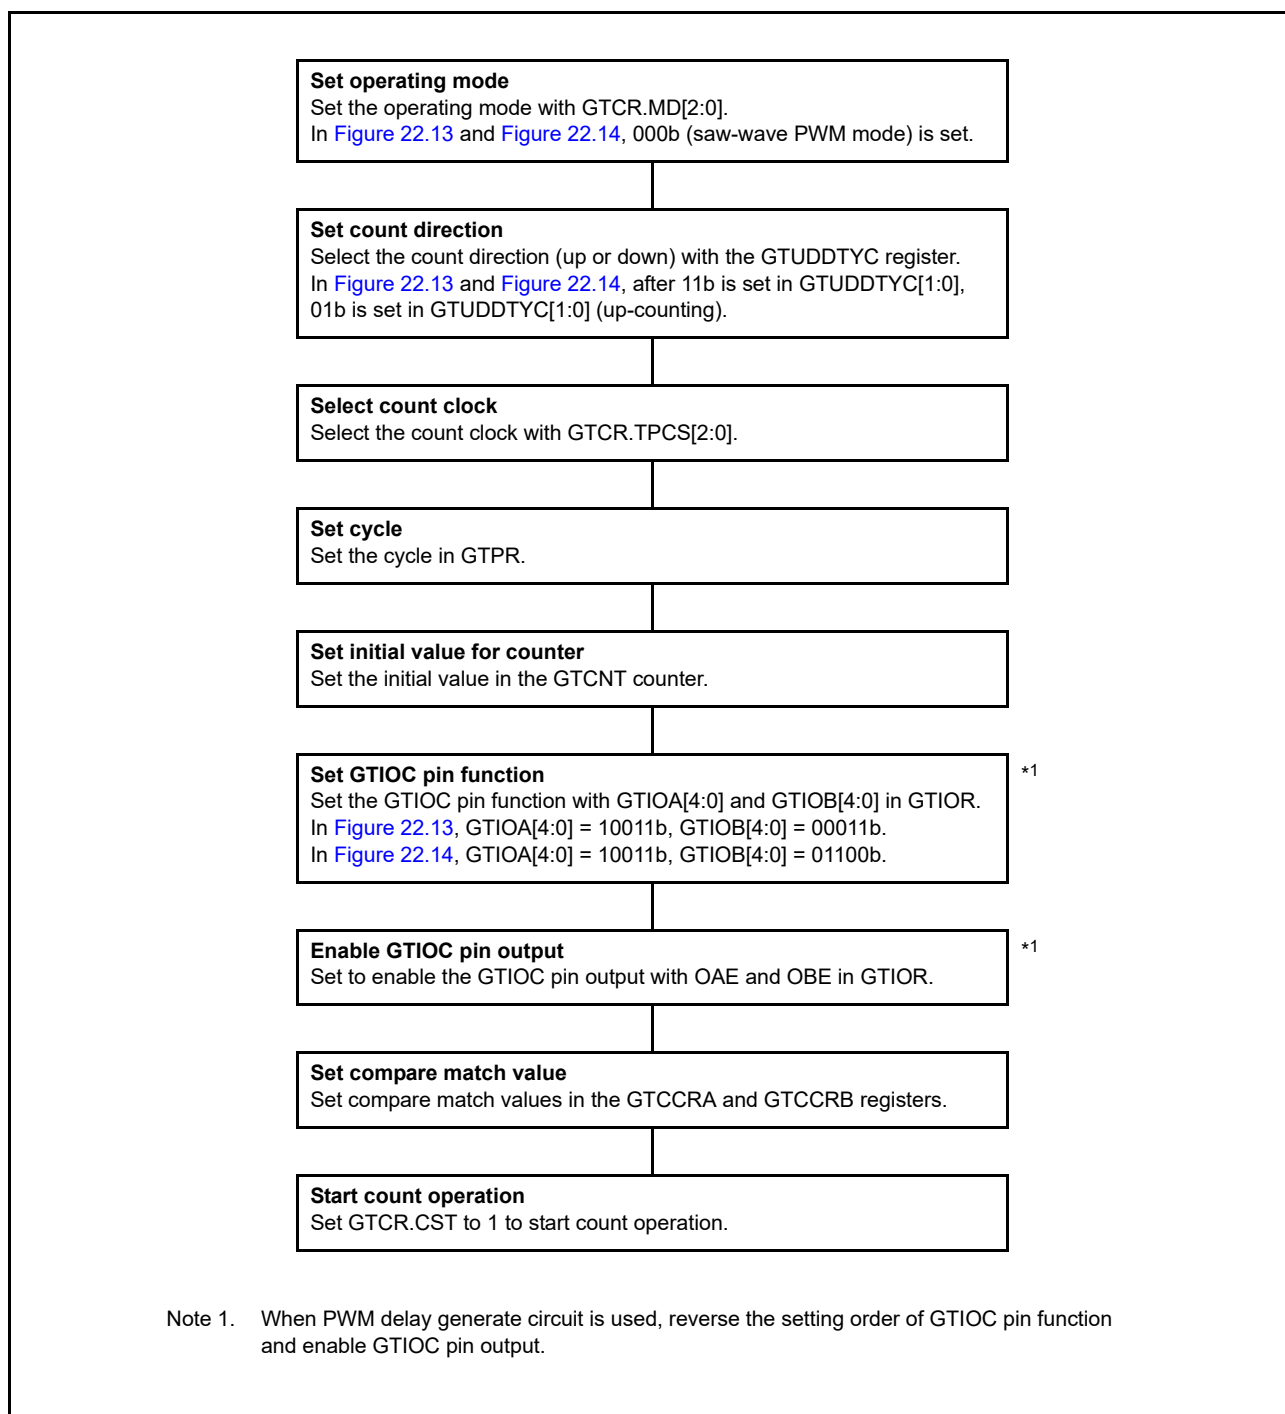 Set operating mode
Set the operating mode with GTCR.MD[2:0].
In Figure 22.13 and Figure 22.14, 000b (saw-wave PWM mode) is set.
Set count direction
Select the count direction (up or down) with the GTUDDTYC register.
In Figure 22.13 and Figure 22.14, after 11b is set in GTUDDTYC[1:0],
01b is set in GTUDDTYC[1:0] (up-counting).
Select count clock
Select the count clock with GTCR.TPCS[2:0].
Set cycle
Set the cycle in GTPR.
Set initial value for counter
Set the initial value in the GTCNT counter.
Set GTIOC pin function *1
Set the GTIOC pin function with GTIOA[4:0] and GTIOB[4:0] in GTIOR.
In Figure 22.13, GTIOA[4:0] = 10011b, GTIOB[4:0] = 00011b.
In Figure 22.14, GTIOA[4:0] = 10011b, GTIOB[4:0] = 01100b.
Enable GTIOC pin output *1
Set to enable the GTIOC pin output with OAE and OBE in GTIOR.
Set compare match value
Set compare match values in the GTCCRA and GTCCRB registers.
Start count operation
Set GTCR.CST to 1 to start count operation.
Note 1. When PWM delay generate circuit is used, reverse the setting order of GTIOC pin function
and enable GTIOC pin output.